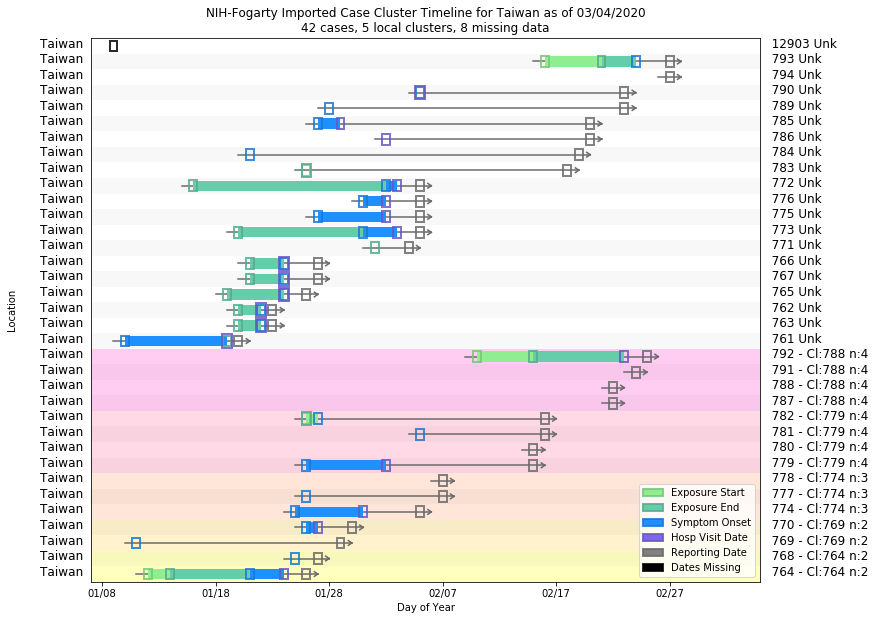 NIH-Fogarty Imported Case Cluster Timeline for Taiwan as of 03/04/2020
42 cases, 5 local clusters, 8 missing data
Location
Taiwan 12903 Unk
Taiwan 793 Unk
Taiwan 794 Unk
Taiwan 790 Unk
Taiwan 789 Unk
Taiwan 785 Unk
Taiwan 786 Unk
Taiwan 784 Unk
Taiwan 783 Unk
Taiwan 772 Unk
Taiwan 776 Unk
Taiwan 775 Unk
Taiwan 773 Unk
Taiwan 771 Unk
Taiwan 766 Unk
Taiwan 767 Unk
Taiwan 765 Unk
Taiwan 762 Unk
Taiwan 763 Unk
Taiwan 761 Unk
Taiwan 792 - Cl:788 n:4
Taiwan 791 - Cl:788 n:4
Taiwan 788 - Cl:788 n:4
Taiwan 787 - Cl:788 n:4
Taiwan 782 - Cl:779 n:4
Taiwan 781 - Cl:779 n:4
Taiwan 780 - Cl:779 n:4
Taiwan 779 - Cl:779 n:4
Taiwan 778 - Cl:774 n:3
Taiwan 777 - Cl:774 n:3
Taiwan 774 - Cl:774 n:3
Taiwan 770 - Cl:769 n:2
Taiwan 769 - Cl:769 n:2
Taiwan 768 - Cl:764 n:2
Taiwan 764 - Cl:764 n:2
Exposure Start
Exposure End
Symptom Onset
Hosp Visit Date
Reporting Date
Dates Missing
01/08 01/18 01/28 02/07 02/17 02/27
Day of Year